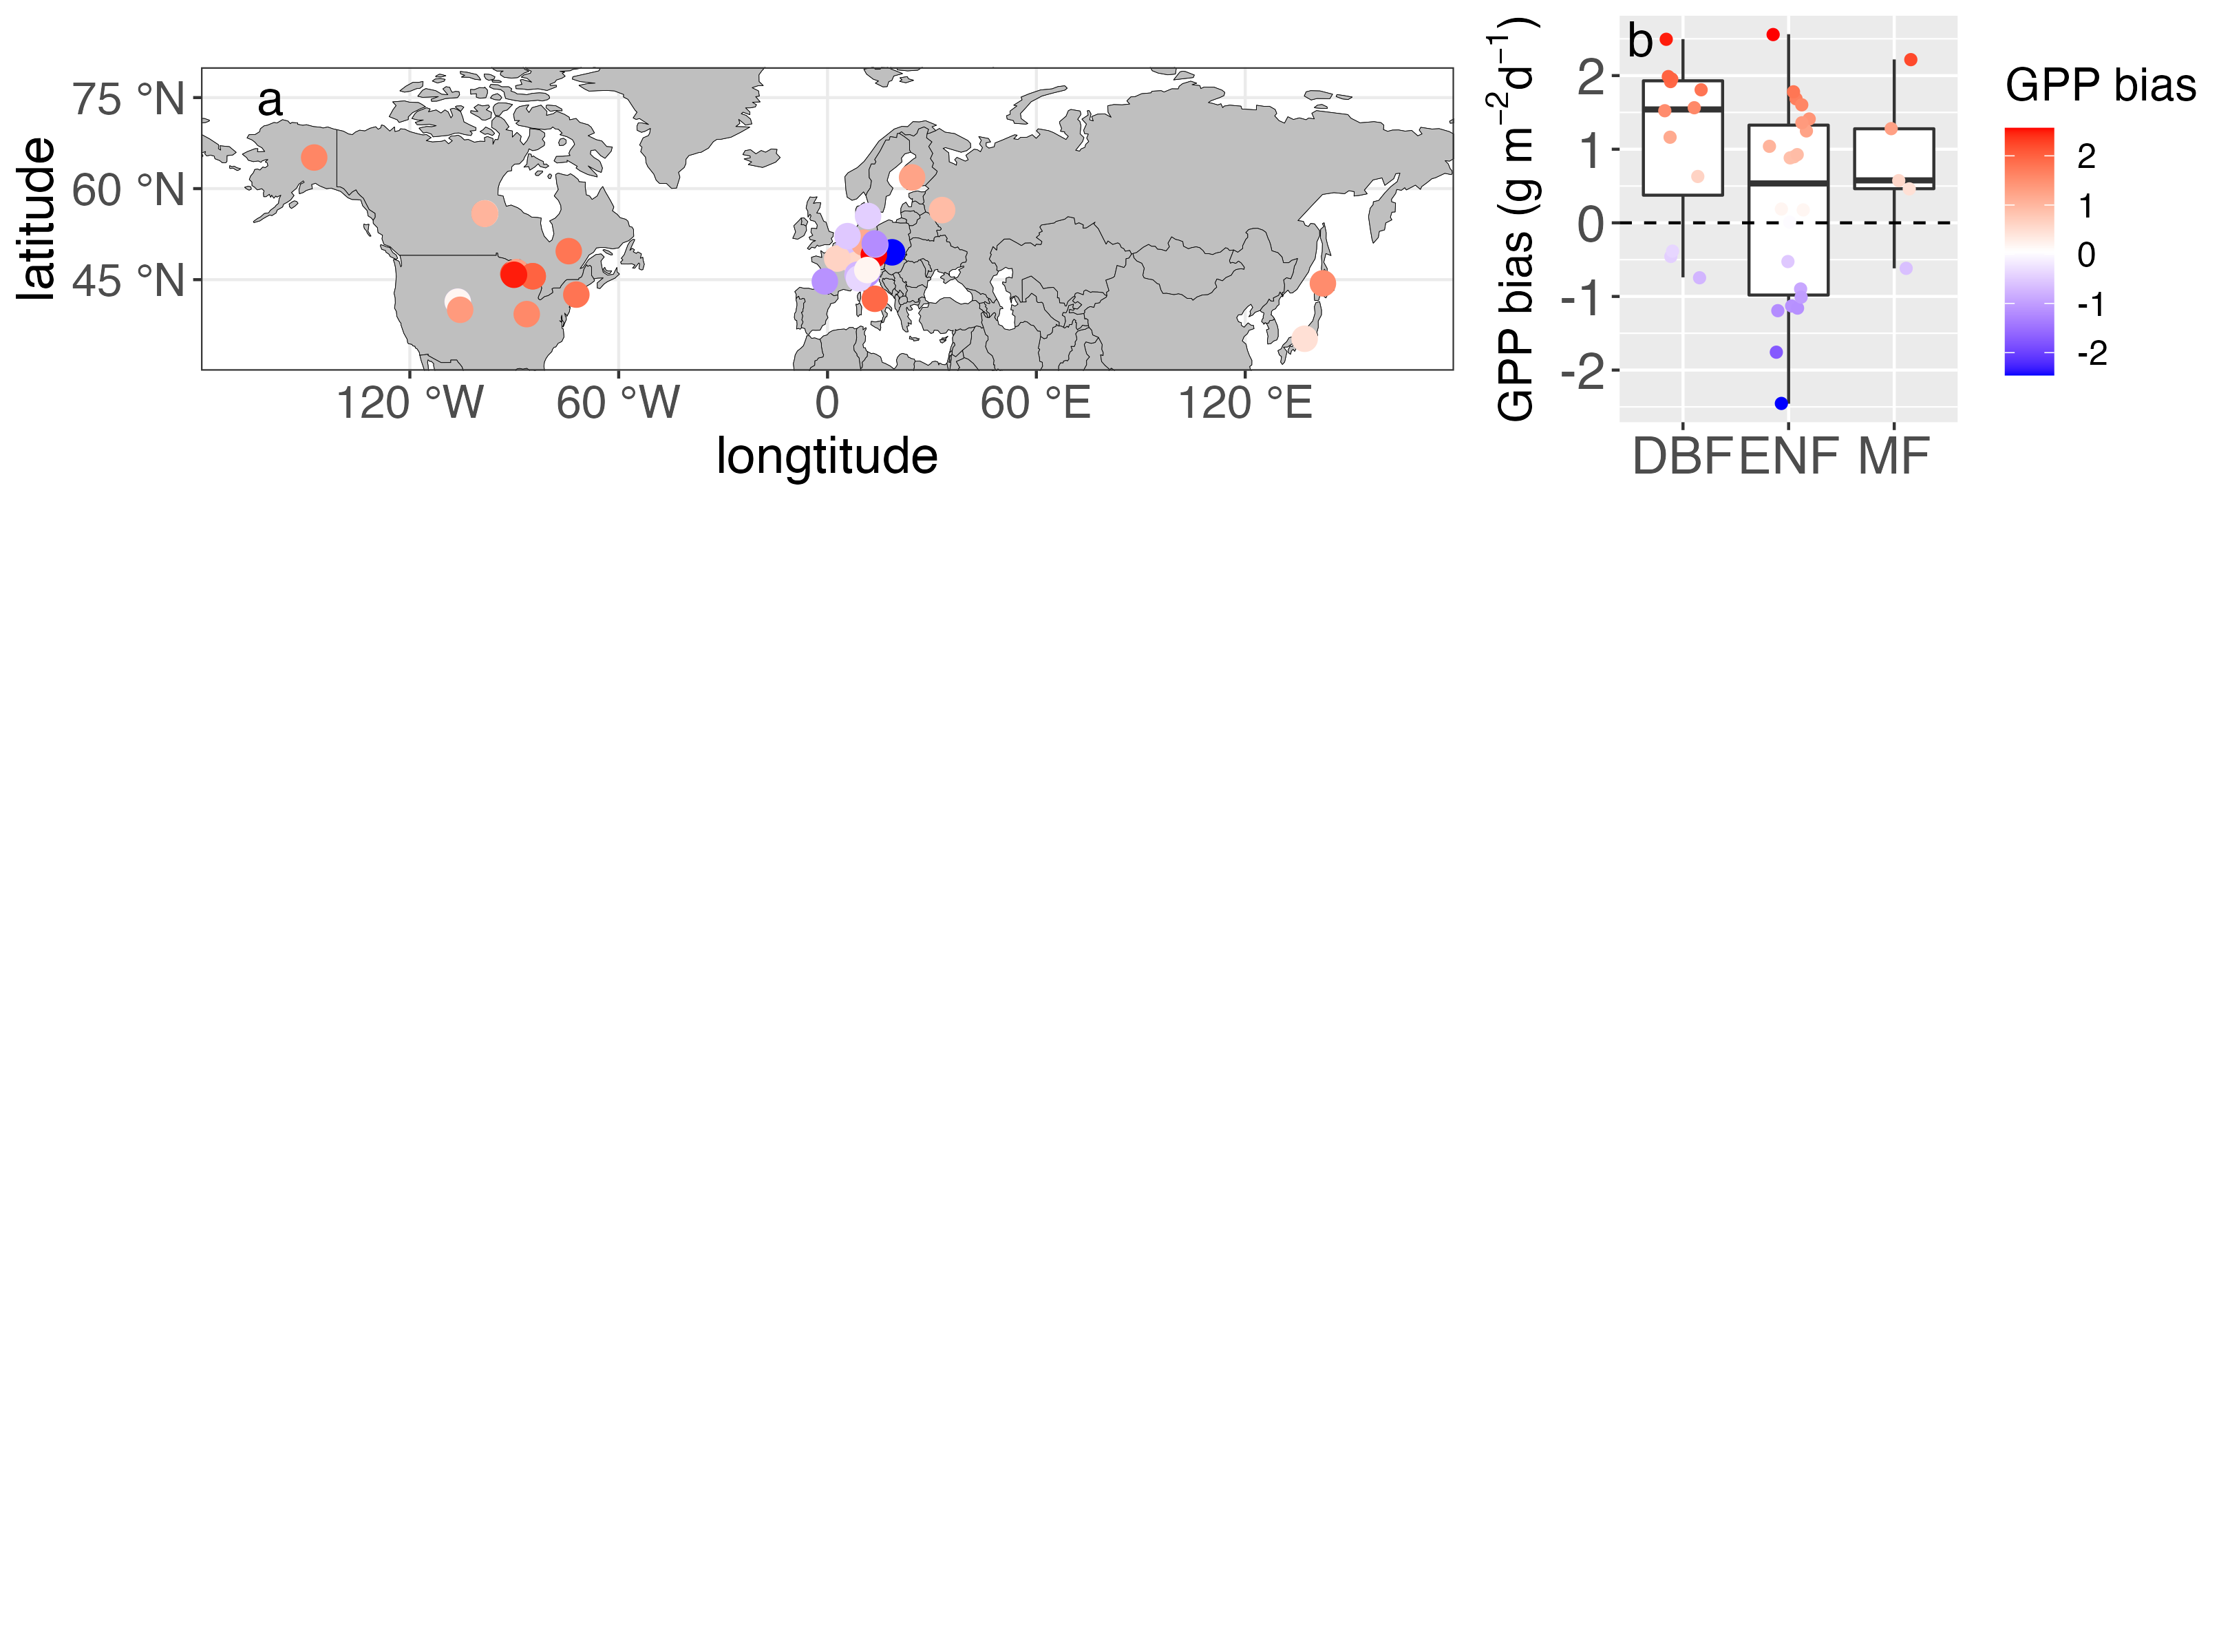 a
75 °N
60 °N
45 °N
latitude
120 °W
60 °W
0
60 °E
120 °E
longtitude
b
GPP bias (g m−2d−1)
2
1
0
-1
-2
DBF
ENF
MF
GPP bias
2
1
0
-1
-2